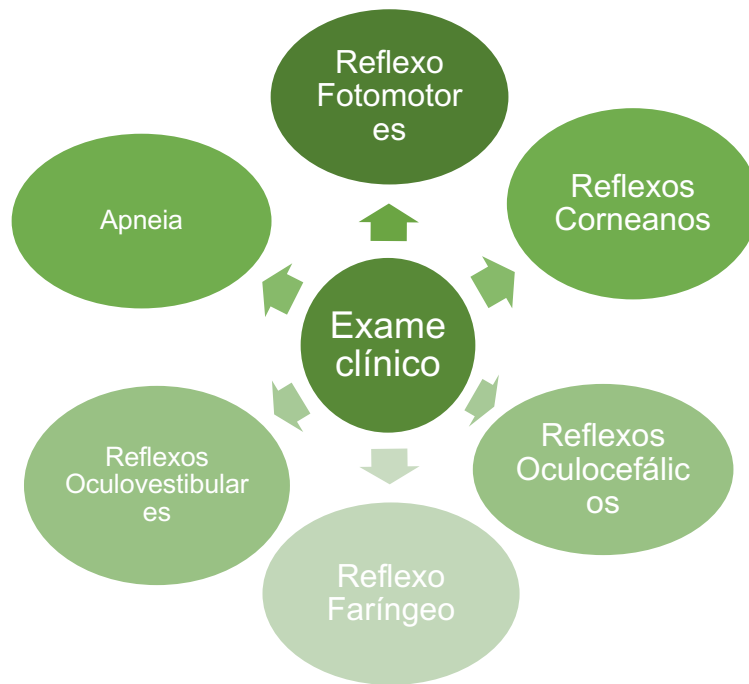 Reflexo
Fotomotor
es
Reflexos
Corneanos
Apneia
Exame
clínico
Reflexos
Oculocefálic
os
Reflexos
Oculovestibular
es
Reflexo
Faríngeo